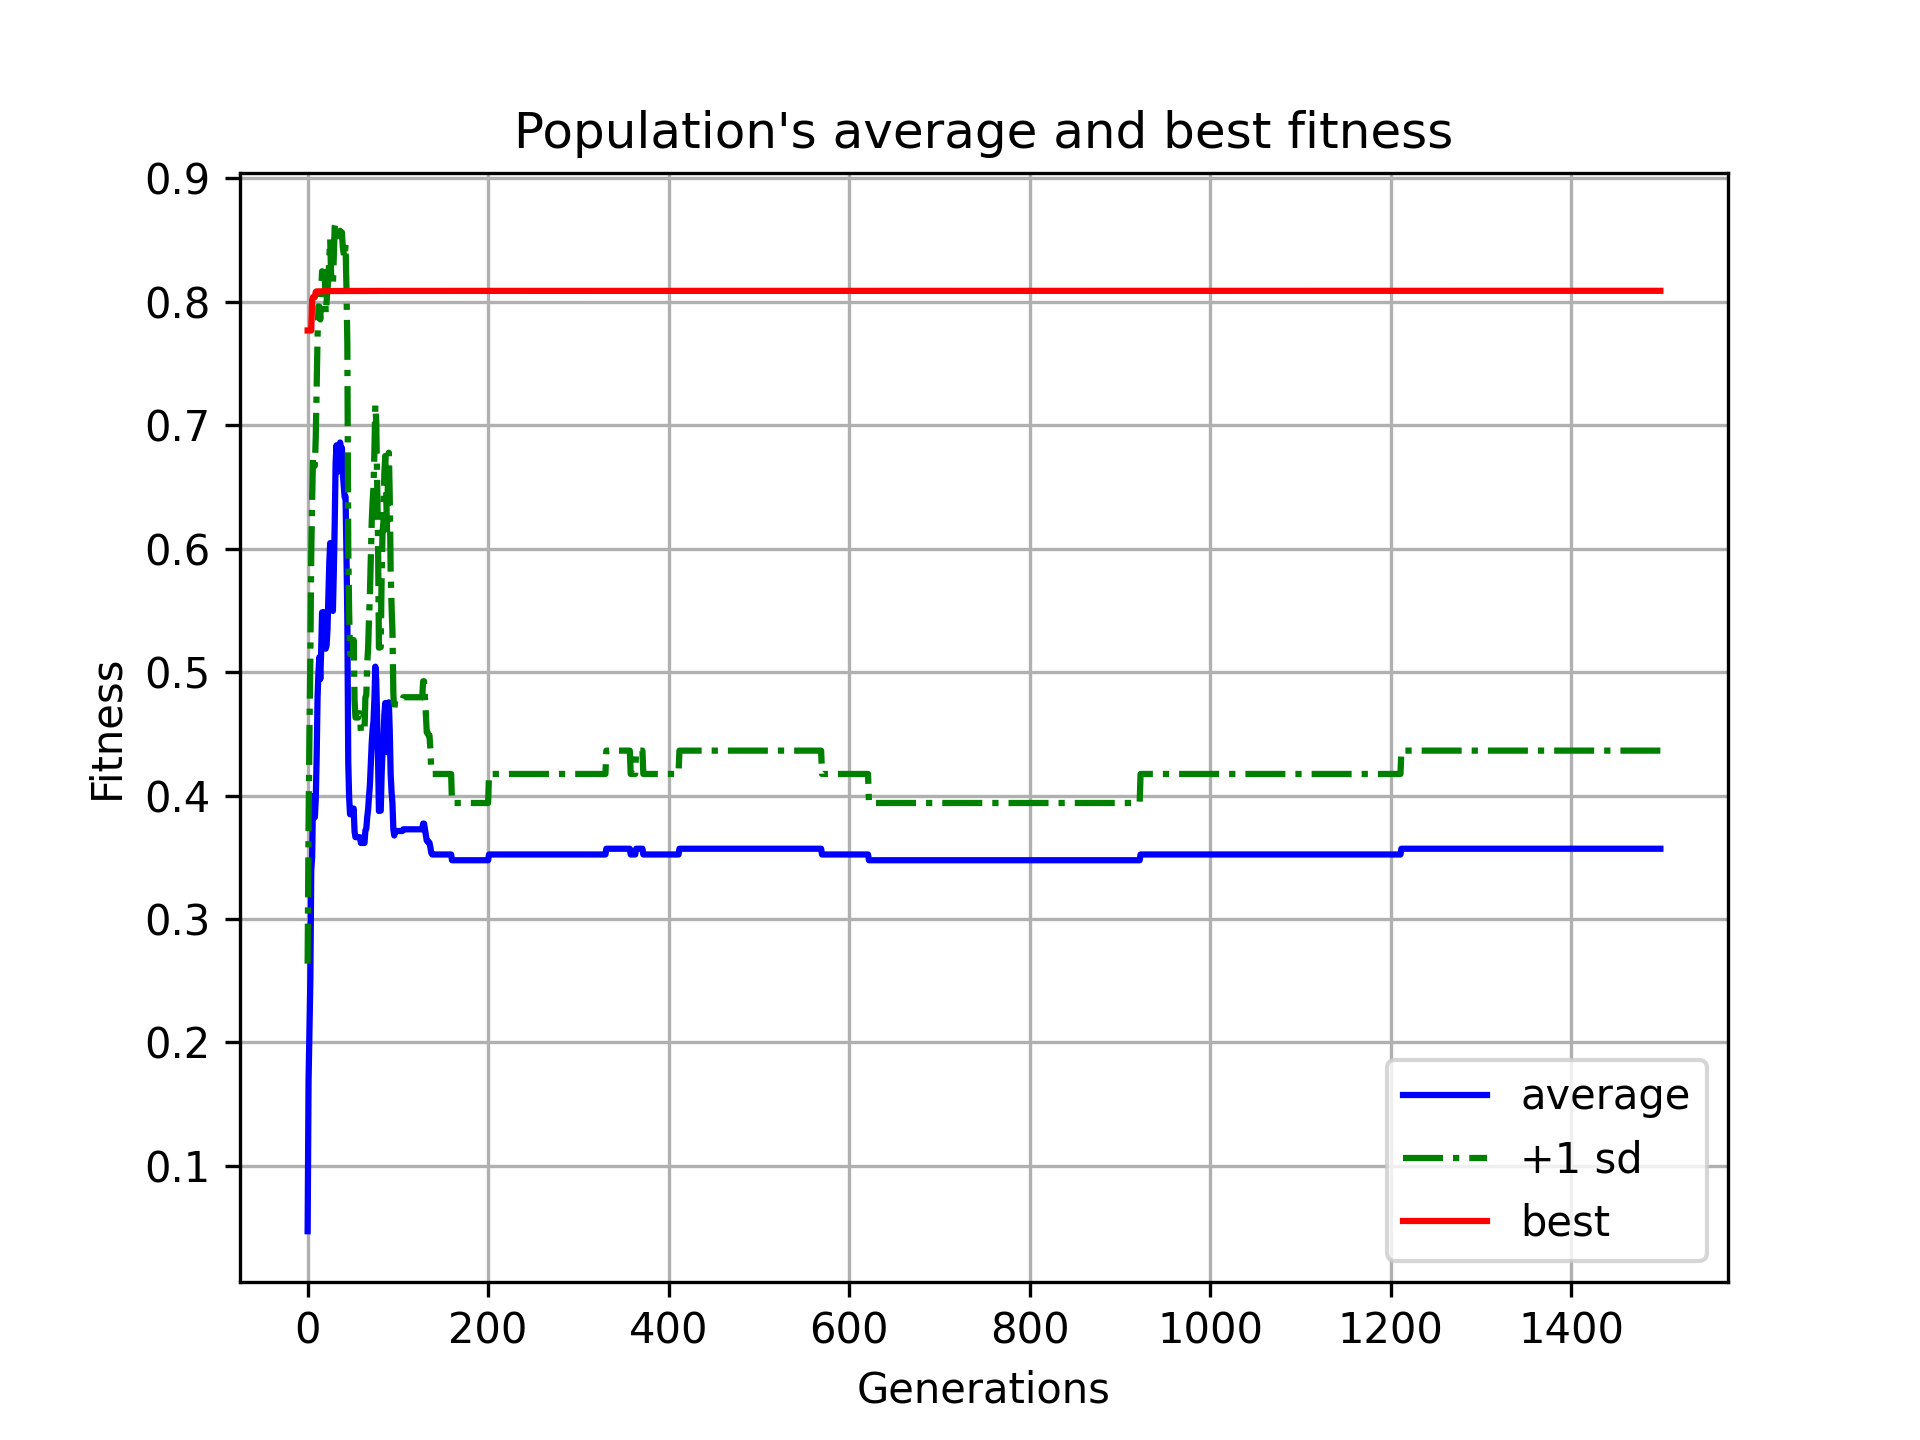 Population's average and best fitness
0.9
0.8
0.7
0.6
0.5
0.4
0.3
0.2
0.1
Fitness
0 200 400 600 800 1000 1200 1400
Generations
average
+1 sd
best